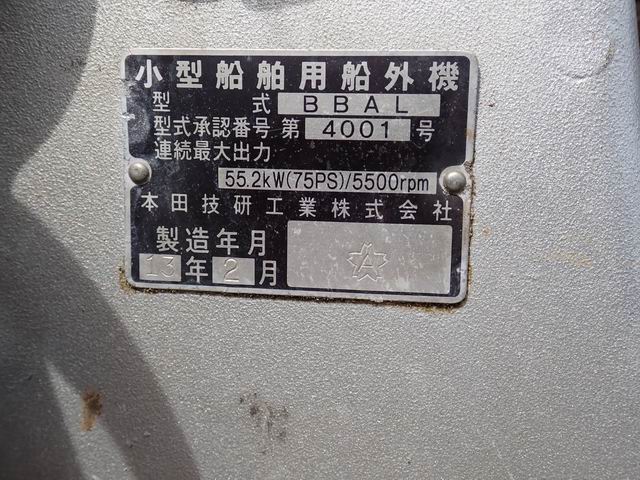 小型船舶用船外機
型式 BBAL
型式承認番号 第 4001 号
連続最大出力
55.2kW(75PS)/5500rpm
本田技研工業株式会社
製造年月
13年2月